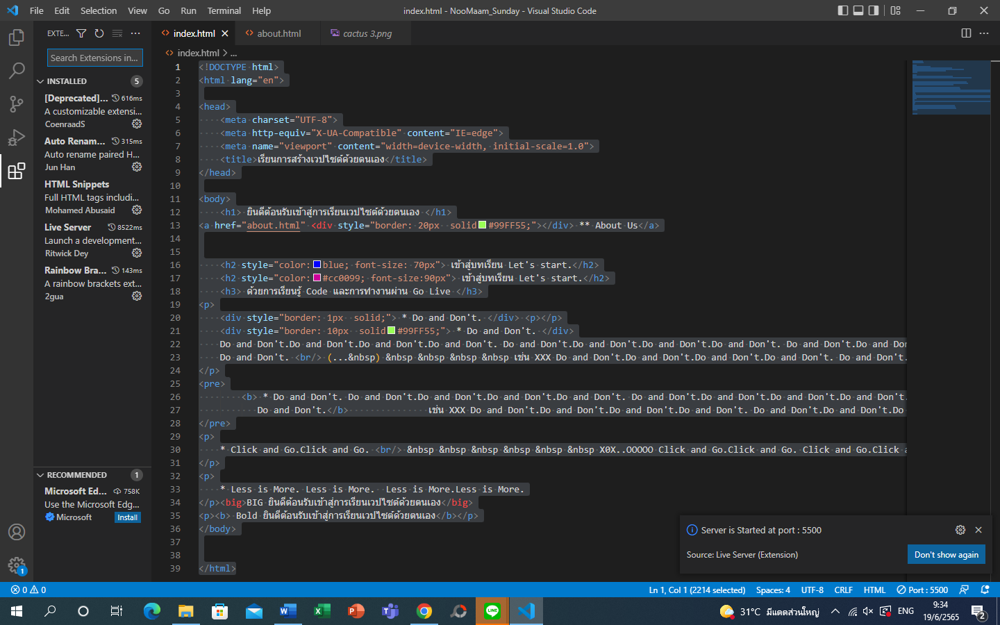 File Edit Selection View Go Run Terminal Help
index.html - NooMaam_Sunday - Visual Studio Code
EXTE...
index.html
about.html
cactus 3.png
Search Extensions in...
index.html > ...
INSTALLED 5
[Deprecated]... 616ms
A customizable extensi...
CoenraadS
Auto Renam... 315ms
Auto rename paired H...
Jun Han
HTML Snippets
Full HTML tags includi...
Mohamed Abusaid
Live Server 8522ms
Launch a development...
Ritwick Dey
Rainbow Bra... 143ms
A rainbow brackets ext...
2gua
RECOMMENDED 1
Microsoft Ed... 758K
Use the Microsoft Edg...
Microsoft Install
1 <!DOCTYPE html>
2 <html lang="en">
3
4 <head>
5 <meta charset="UTF-8">
6 <meta http-equiv="X-UA-Compatible" content="IE=edge">
7 <meta name="viewport" content="width=device-width, initial-scale=1.0">
8 <title>เรียนการสร้างเวปไซต์ด้วยตนเอง</title>
9 </head>
10
11 <body>
12 <h1> ยินดีต้อนรับเข้าสู่การเรียนเวปไซต์ด้วยตนเอง </h1>
13 <a href="about.html" <div style="border: 20px  solid #99FF55;"></div> ** About Us</a>
14
15
16 <h2 style="color: blue; font-size: 70px"> เข้าสู่บทเรียน Let's start.</h2>
17 <h2 style="color: #cc0099; font-size:90px"> เข้าสู่บทเรียน Let's start.</h2>
18 <h3> ด้วยการเรียนรู้ Code และการทำงานผ่าน Go Live </h3>
19 <p>
20 <div style="border: 1px  solid;"> * Do and Don't. </div> <p></p>
21 <div style="border: 10px  solid #99FF55;"> * Do and Don't. </div>
22 Do and Don't.Do and Don't.Do and Don't.Do and Don't. Do and Don't.Do and Don't.Do and Don't.Do and Don't. Do and Don't.Do and Don
23 Do and Don't. <br/> (...&nbsp) &nbsp &nbsp &nbsp &nbsp เช่น XXX Do and Don't.Do and Don't.Do and Don't.Do and Don't. Do and Don't.
24 </p>
25 <pre>
26 <b> * Do and Don't. Do and Don't.Do and Don't.Do and Don't.Do and Don't. Do and Don't.Do and Don't.Do and Don't.Do and Don't.
27 Do and Don't.</b> เช่น XXX Do and Don't.Do and Don't.Do and Don't.Do and Don't. Do and Don't.Do and Don't.Do
28 </pre>
29 <p>
30 * Click and Go.Click and Go. <br/> &nbsp &nbsp &nbsp &nbsp &nbsp &nbsp X0X..OOOOO Click and Go.Click and Go. Click and Go.Click a
31 </p>
32 <p>
33 * Less is More. Less is More.  Less is More.Less is More.
34 </p><big>BIG ยินดีต้อนรับเข้าสู่การเรียนเวปไซต์ด้วยตนเอง</big>
35 <p><b> Bold ยินดีต้อนรับเข้าสู่การเรียนเวปไซต์ด้วยตนเอง</b></p>
36 </body>
37
38
39 </html>
Server is Started at port : 5500
Source: Live Server (Extension)
Don't show again
1
0 0
Ln 1, Col 1 (2214 selected) Spaces: 4 UTF-8 CRLF HTML Port : 5500
31°C มีแดดส่วนใหญ่
ENG
9:34
19/6/2565
2
LINE